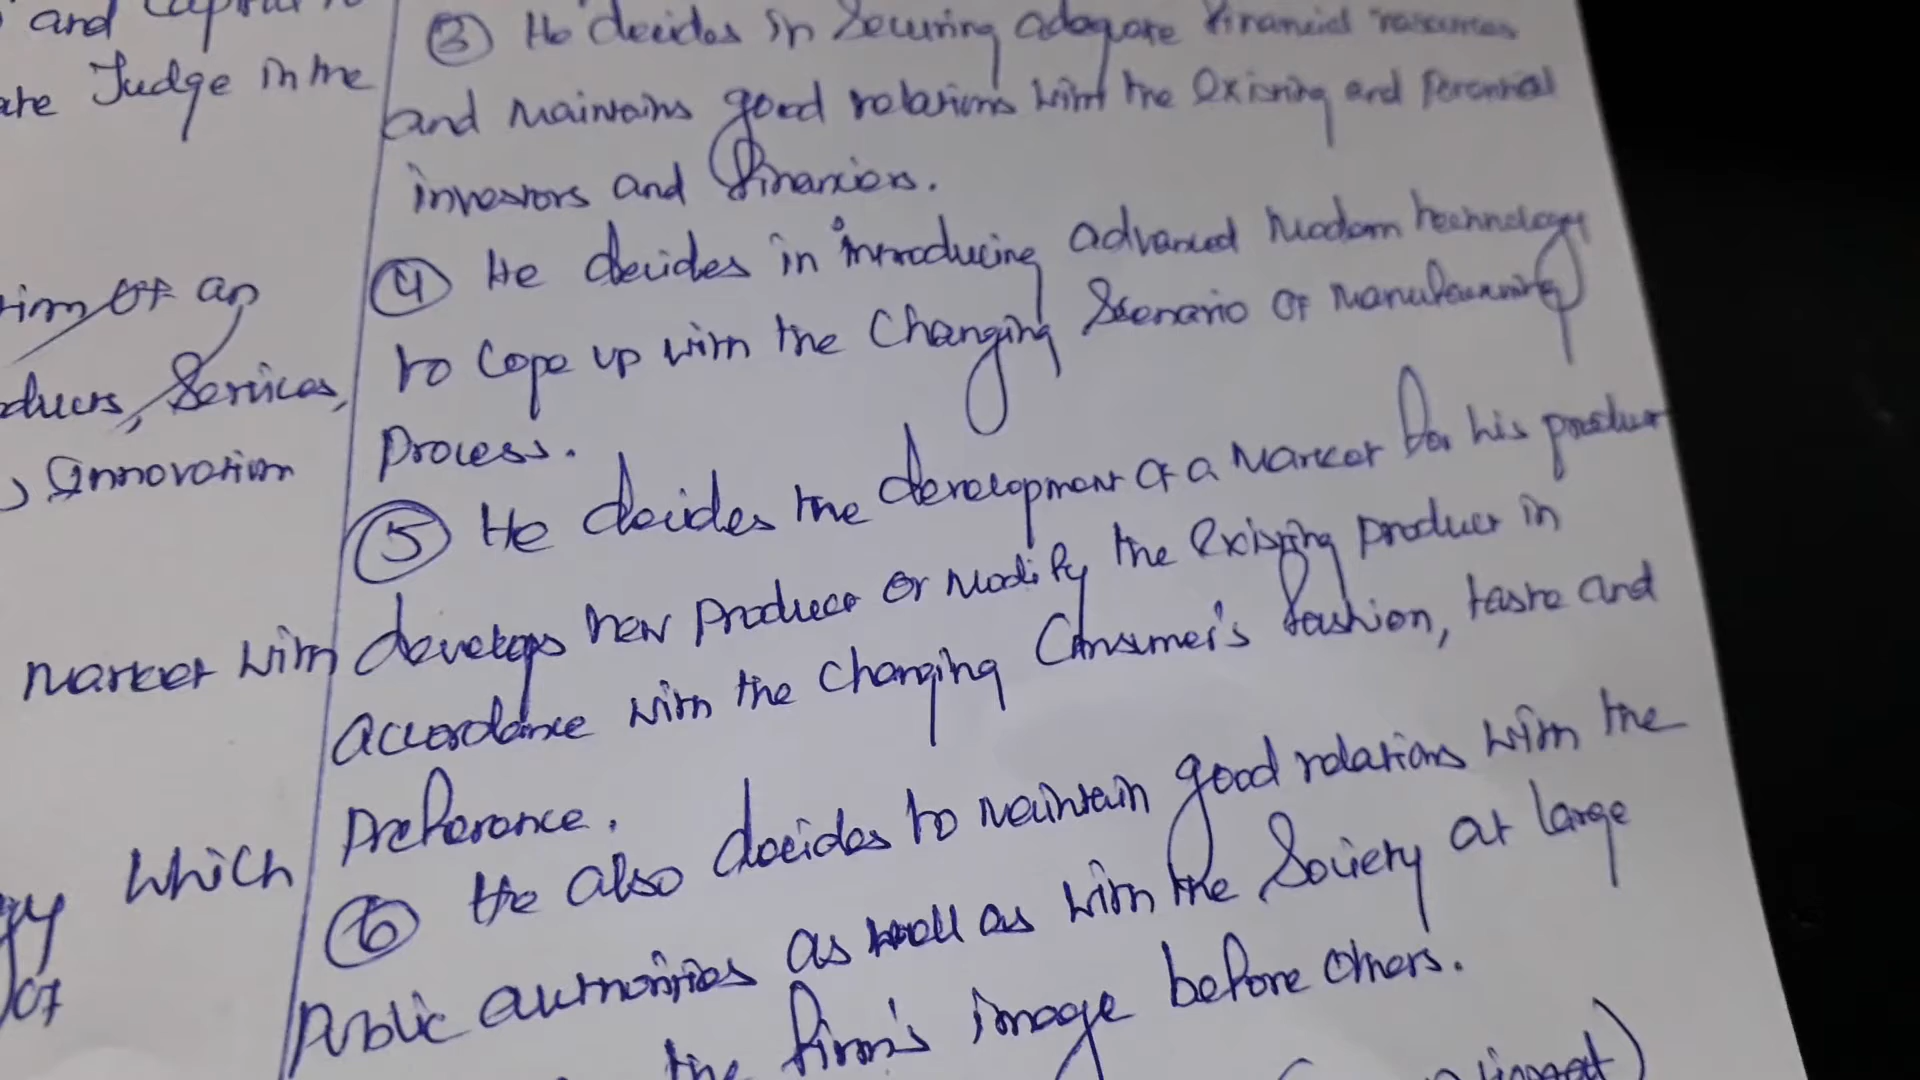 and
ate Judge in the
of an
Services,
Innovation
Market with
which
of
③ He decides in securing adequate financial resources
and maintains good relations with the existing and potential
investors and financiers.
④ He decides in introducing advanced modern technology
to cope up with the changing scenario of manufacturing
process.
⑤ He decides the development of a market for his product
develops new product or modify the existing product in
accordance with the changing consumer's fashion, taste and
preference.
⑥ He also decides to maintain good relations with the
public authorities as well as with the society at large
the firm's image before others.